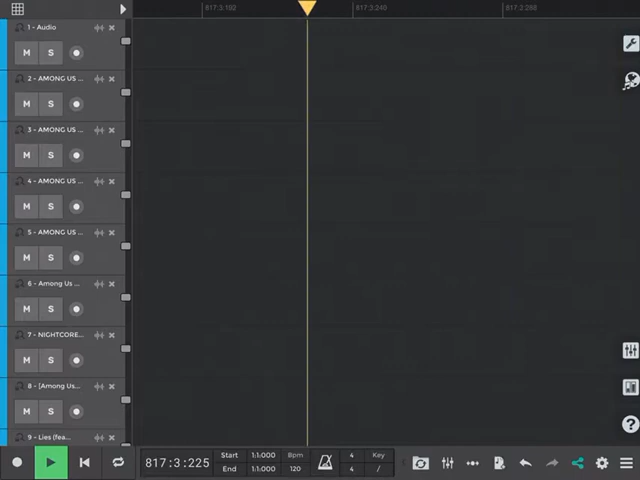 817:3:192 817:3:240 817:2:288
1 - Audio
M S
2 - AMONG US ...
M S
3 - AMONG US ...
M S
4 - AMONG US ...
M S
5 - AMONG US ...
M S
6 - Among Us ...
M S
7 - NIGHTCORE...
M S
8 - [Among Us...
M S
9 - Lies (fea...
817:3:225 Start 1:1.000 Bpm 4 Key
End 1:1.000 120 4 /
?